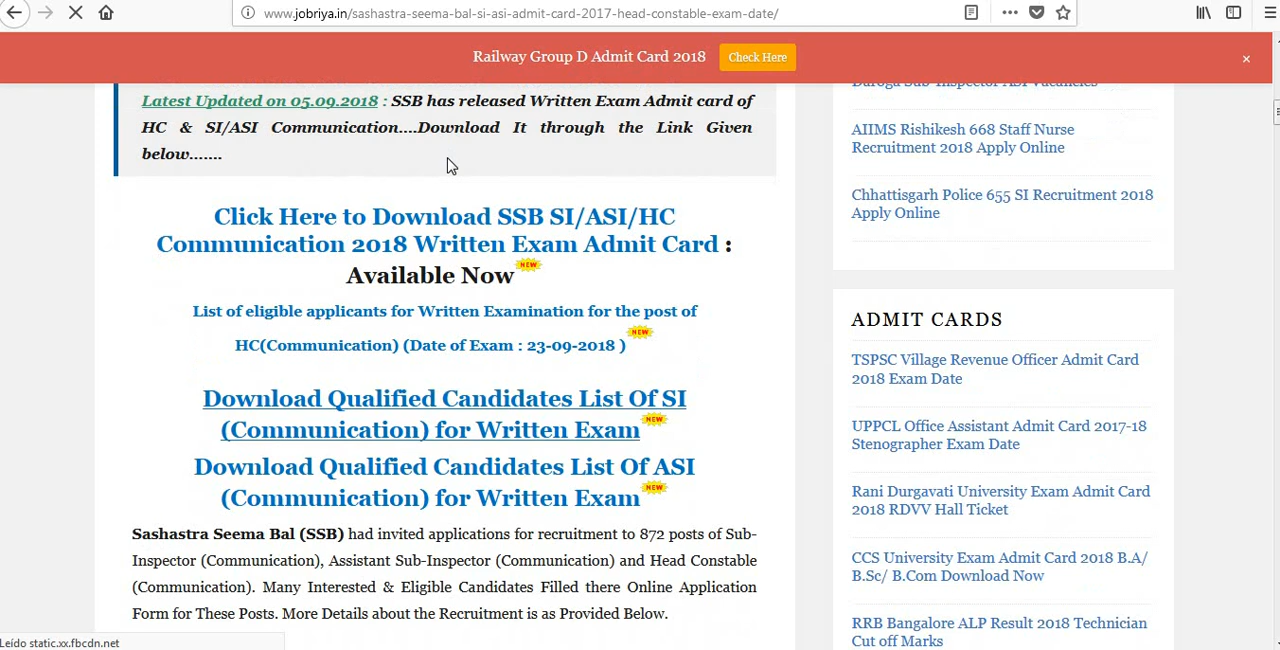 www.jobriya.in/sashastra-seema-bal-si-asi-admit-card-2017-head-constable-exam-date/
Railway Group D Admit Card 2018 Check Here ×
Latest Updated on 05.09.2018 : SSB has released Written Exam Admit card of
HC & SI/ASI Communication....Download It through the Link Given
below.......
Click Here to Download SSB SI/ASI/HC
Communication 2018 Written Exam Admit Card :
Available Now NEW
List of eligible applicants for Written Examination for the post of
HC(Communication) (Date of Exam : 23-09-2018 ) NEW
Download Qualified Candidates List Of SI
(Communication) for Written Exam NEW
Download Qualified Candidates List Of ASI
(Communication) for Written Exam NEW
Sashastra Seema Bal (SSB) had invited applications for recruitment to 872 posts of Sub-
Inspector (Communication), Assistant Sub-Inspector (Communication) and Head Constable
(Communication). Many Interested & Eligible Candidates Filled there Online Application
Form for These Posts. More Details about the Recruitment is as Provided Below.
Daroga Sub-Inspector ASI Vacancies
AIIMS Rishikesh 668 Staff Nurse
Recruitment 2018 Apply Online
Chhattisgarh Police 655 SI Recruitment 2018
Apply Online
ADMIT CARDS
TSPSC Village Revenue Officer Admit Card
2018 Exam Date
UPPCL Office Assistant Admit Card 2017-18
Stenographer Exam Date
Rani Durgavati University Exam Admit Card
2018 RDVV Hall Ticket
CCS University Exam Admit Card 2018 B.A/
B.Sc/ B.Com Download Now
RRB Bangalore ALP Result 2018 Technician
Cut off Marks
Leído static.xx.fbcdn.net